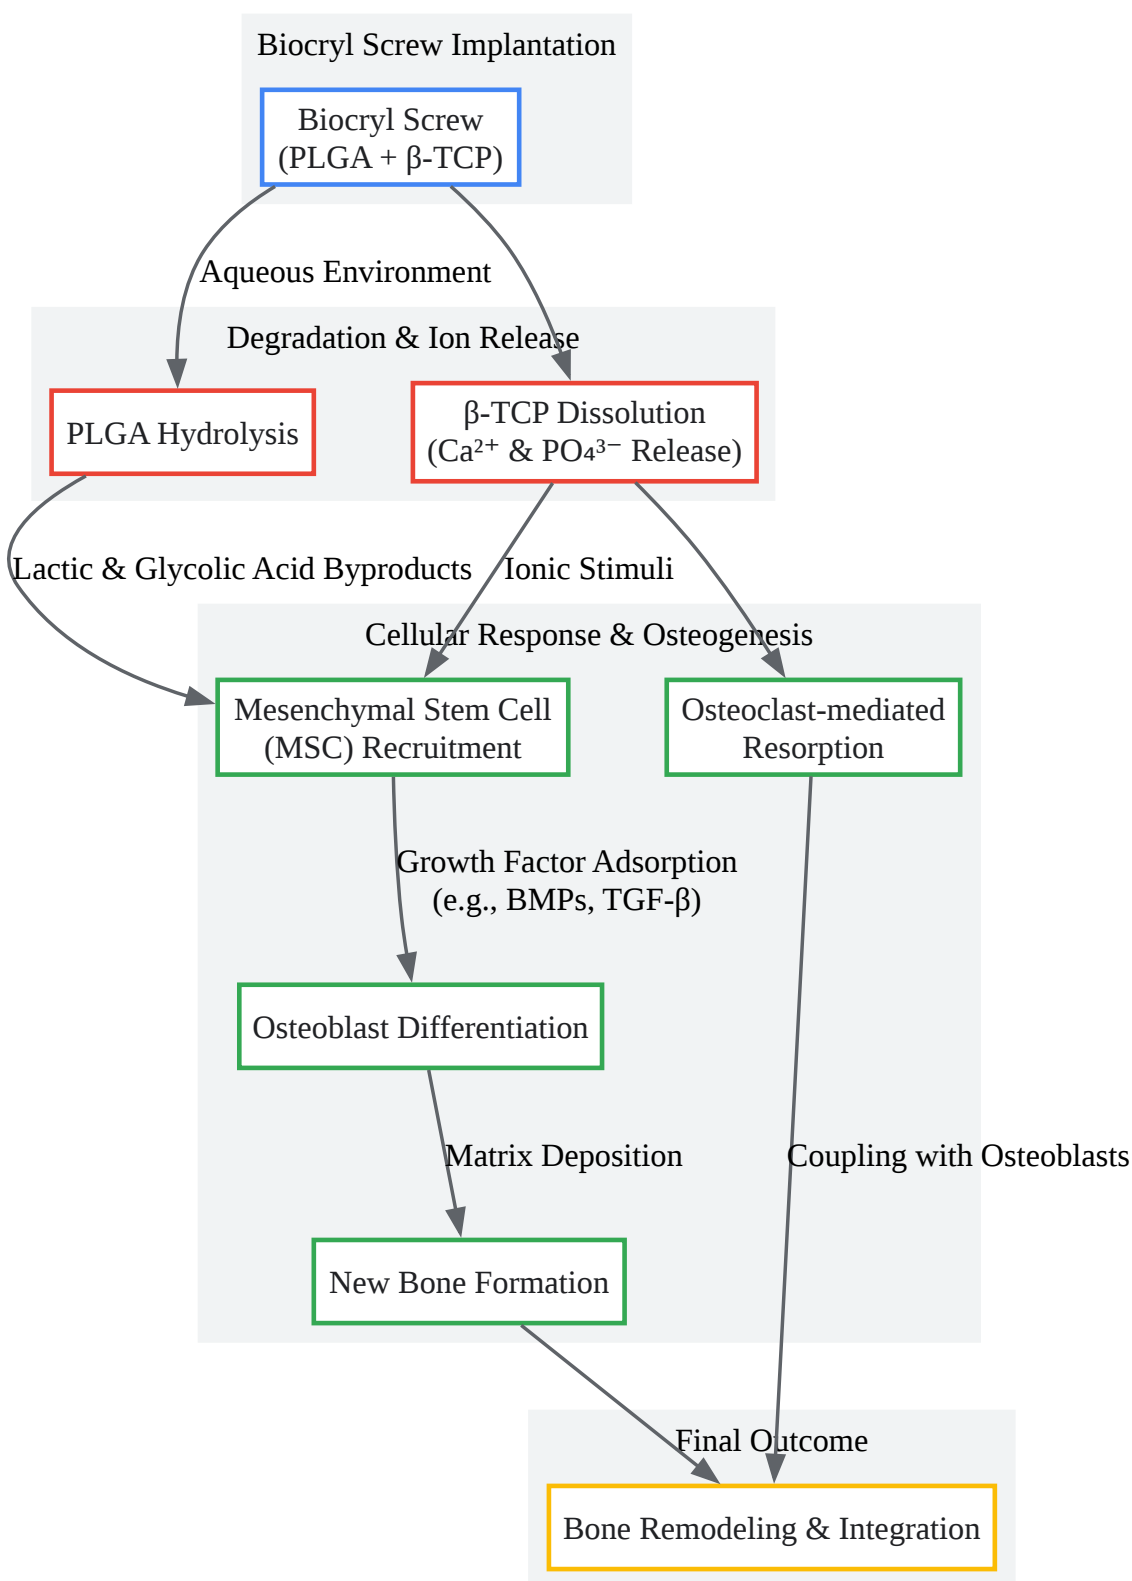 Biocryl Screw Implantation
Biocryl Screw
(PLGA + β-TCP)
Aqueous Environment
Degradation & Ion Release
PLGA Hydrolysis
β-TCP Dissolution
(Ca²⁺ & PO₄³⁻ Release)
Lactic & Glycolic Acid Byproducts
Ionic Stimuli
Cellular Response & Osteogenesis
Mesenchymal Stem Cell
(MSC) Recruitment
Osteoclast-mediated
Resorption
Growth Factor Adsorption
(e.g., BMPs, TGF-β)
Osteoblast Differentiation
Matrix Deposition
Coupling with Osteoblasts
New Bone Formation
Final Outcome
Bone Remodeling & Integration